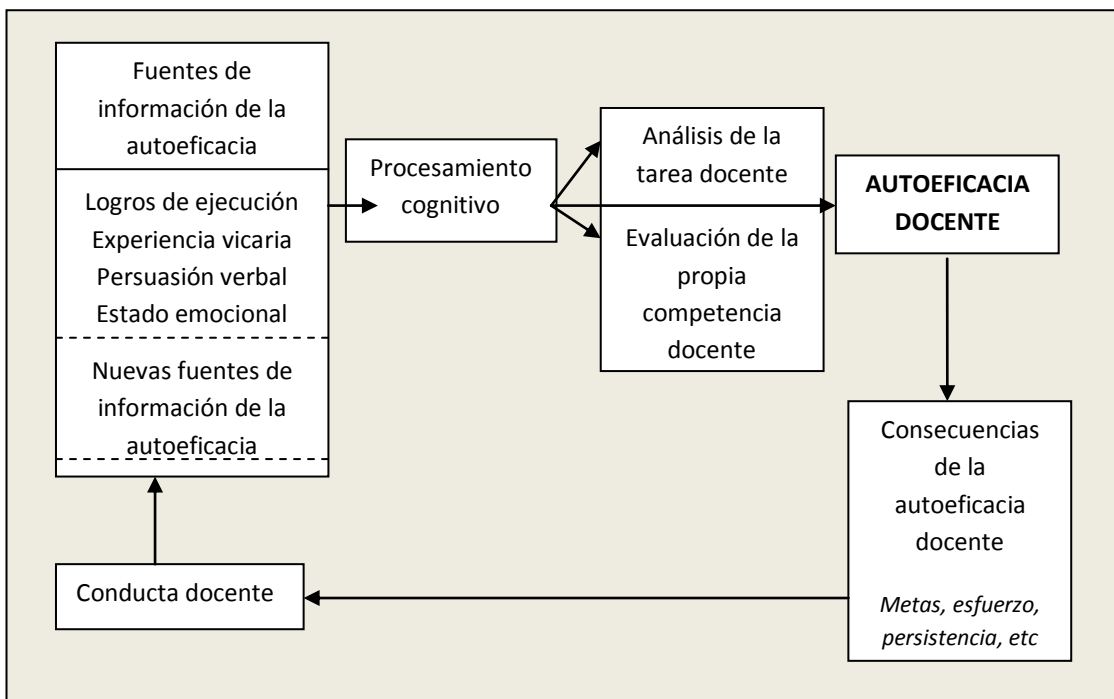 Fuentes de
información de la
autoeficacia
Logros de ejecución
Experiencia vicaria
Persuasión verbal
Estado emocional
Nuevas fuentes de
información de la
autoeficacia
Procesamiento
cognitivo
Análisis de la
tarea docente
Evaluación de la
propia
competencia
docente
AUTOEFICACIA
DOCENTE
Consecuencias
de la
autoeficacia
docente
Metas, esfuerzo,
persistencia, etc
Conducta docente